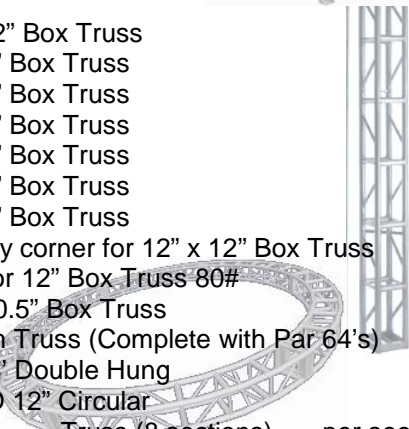 2” Box Truss
” Box Truss
” Box Truss
” Box Truss
” Box Truss
” Box Truss
” Box Truss
y corner for 12” x 12” Box Truss
or 12” Box Truss 80#
0.5” Box Truss
Truss (Complete with Par 64’s)
’ Double Hung
12” Circular
Truss (8 sections) per sec